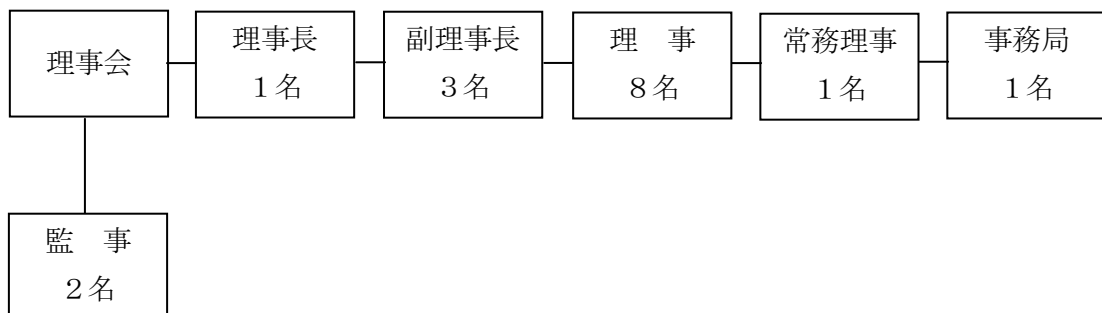 理事会
理事長
１名
副理事長
３名
理　事
８名
常務理事
１名
事務局
１名
監　事
２名